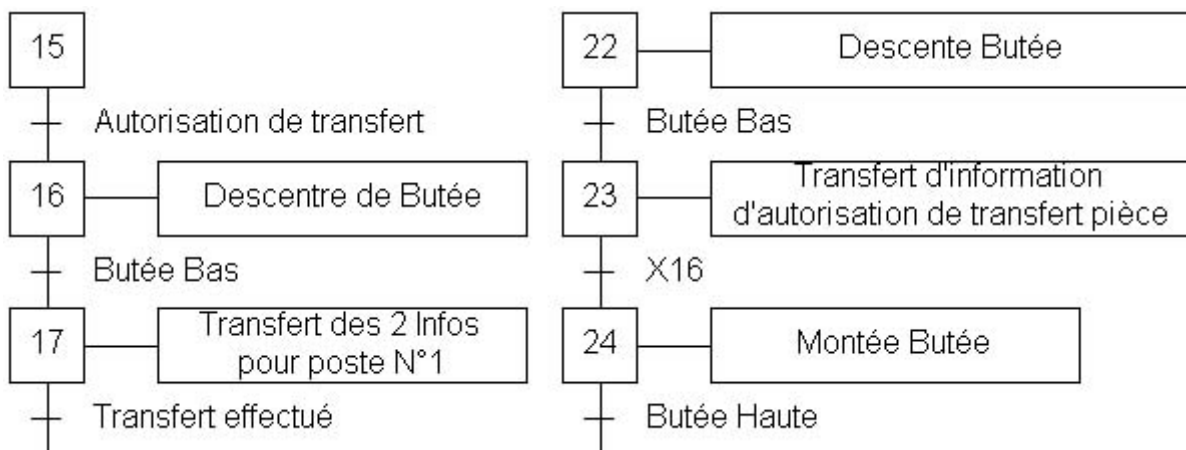 15
Autorisation de transfert
16
Descentre de Butée
Butée Bas
17
Transfert des 2 Infos
pour poste N°1
Transfert effectué
22
Descente Butée
Butée Bas
23
Transfert d'information
d'autorisation de transfert pièce
X16
24
Montée Butée
Butée Haute